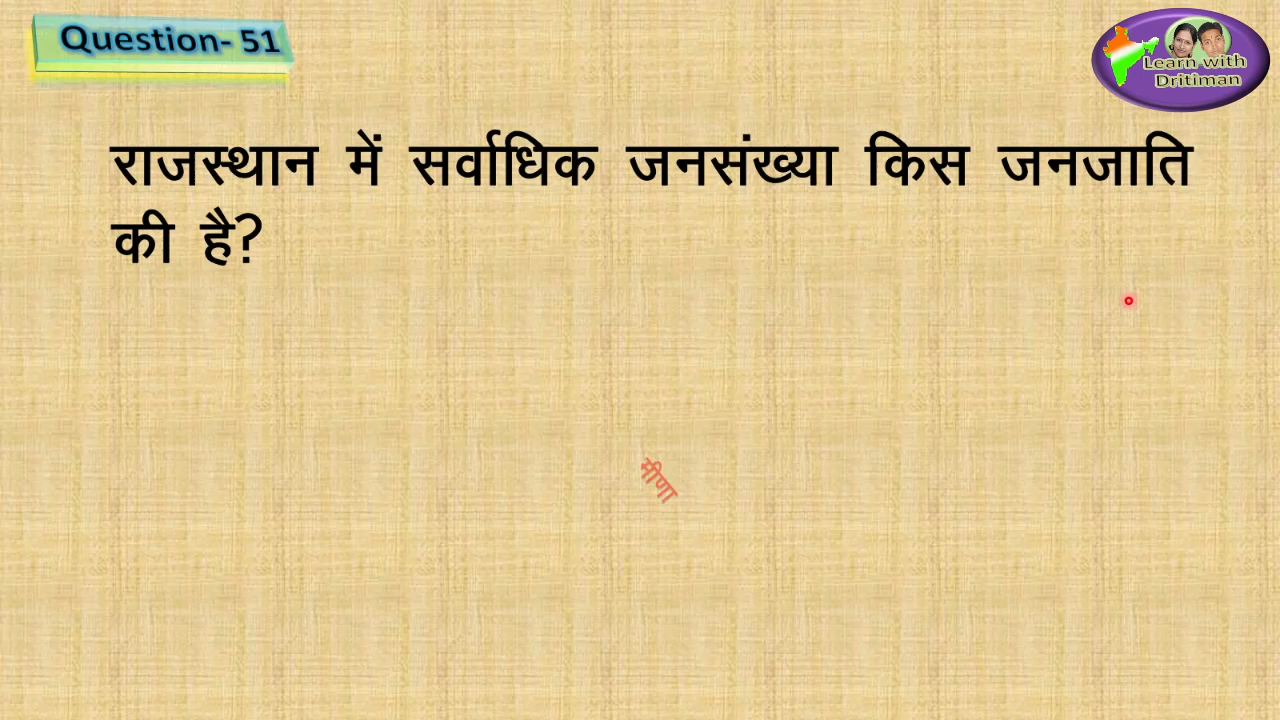 Question- 51
Learn with
Dritiman
राजस्थान में सर्वाधिक जनसंख्या किस जनजाति
की है?
मीणा